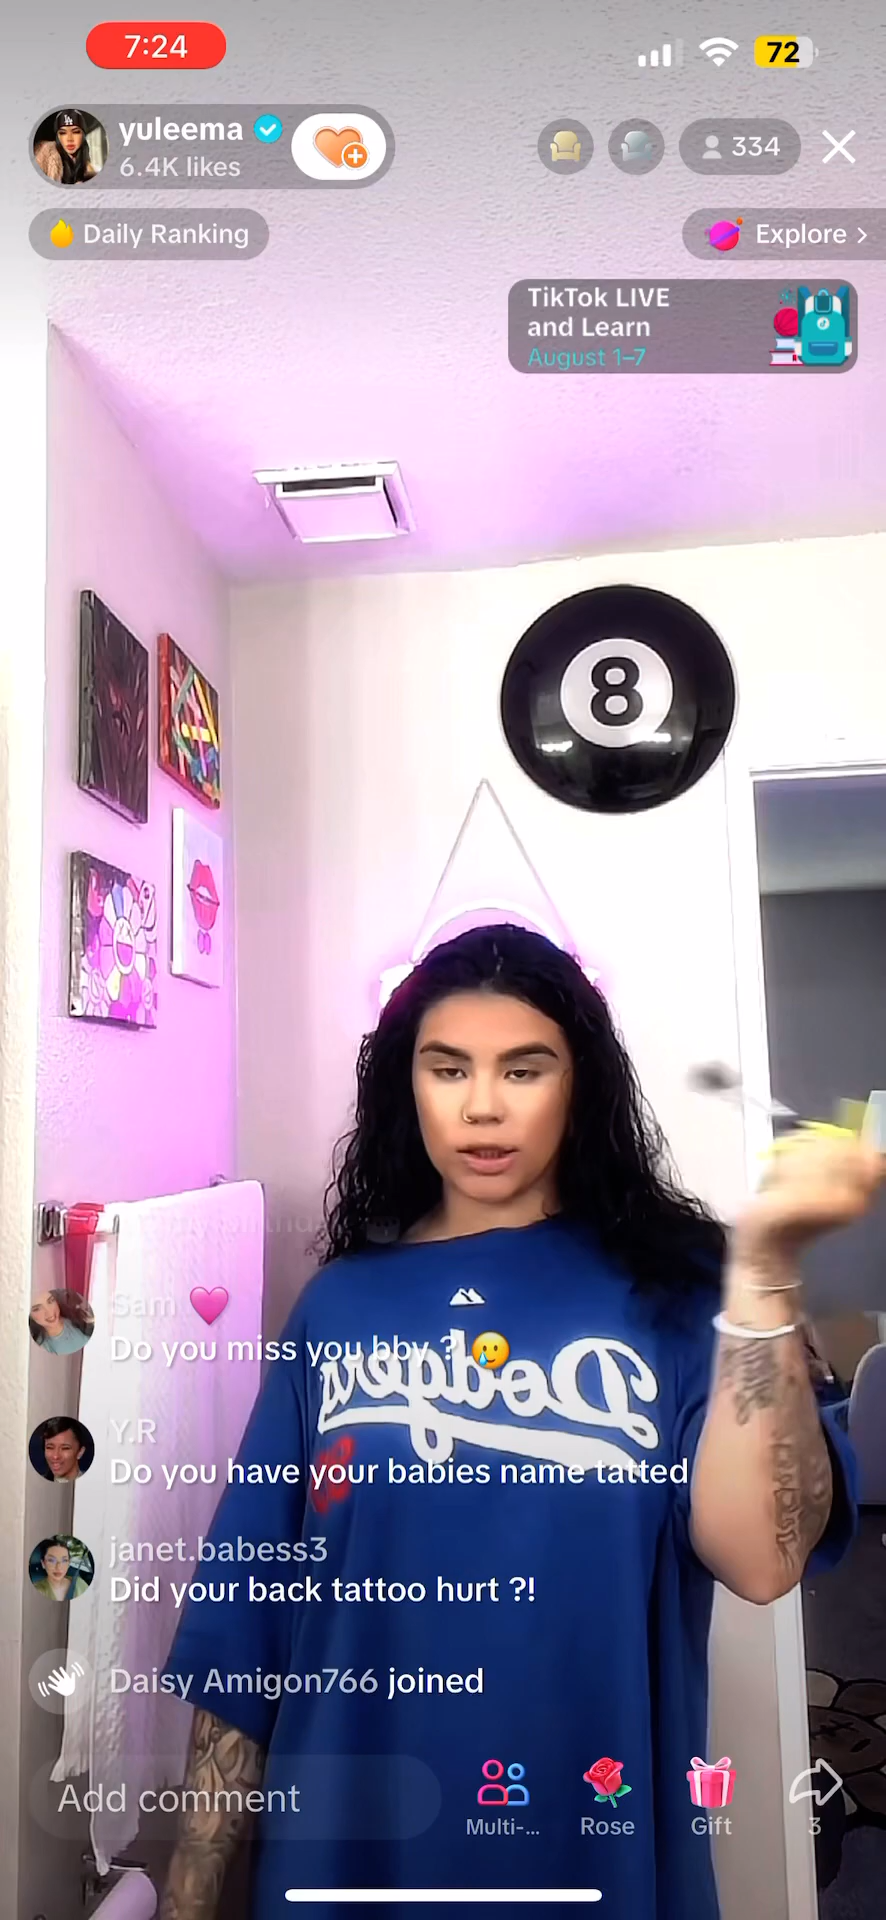 7:24
72
yuleema
6.4K likes
334
Daily Ranking
Explore >
TikTok LIVE
and Learn
August 1–7
8
Sam
Do you miss you bby ? 🥲
Dodgers
Y.R
Do you have your babies name tatted
janet.babess3
Did your back tattoo hurt ?!
Daisy Amigon766 joined
Add comment
Multi-...
Rose
Gift
3